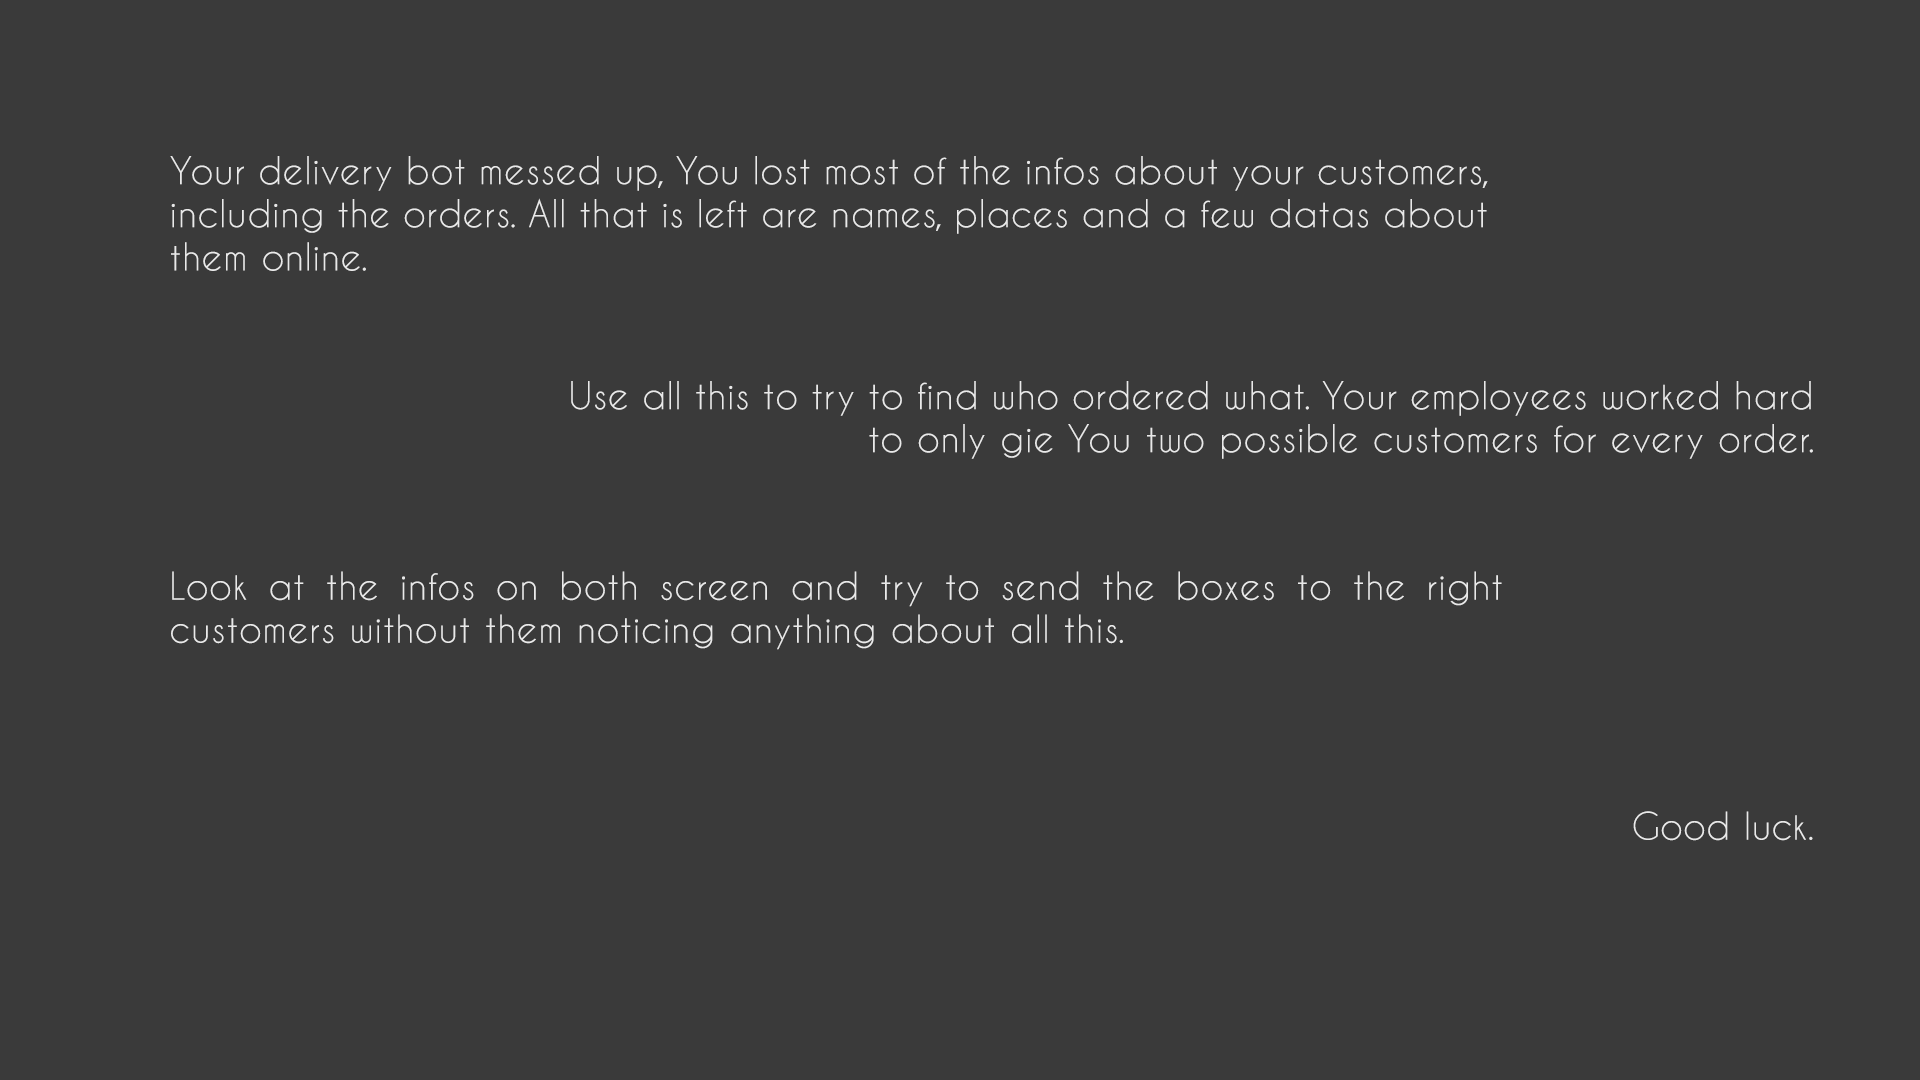 Your delivery bot messed up, You lost most of the infos about your customers,
including the orders. All that is left are names, places and a few datas about
them online.
Use all this to try to find who ordered what. Your employees worked hard
to only gie You two possible customers for every order.
Look at the infos on both screen and try to send the boxes to the right
customers without them noticing anything about all this.
Good luck.